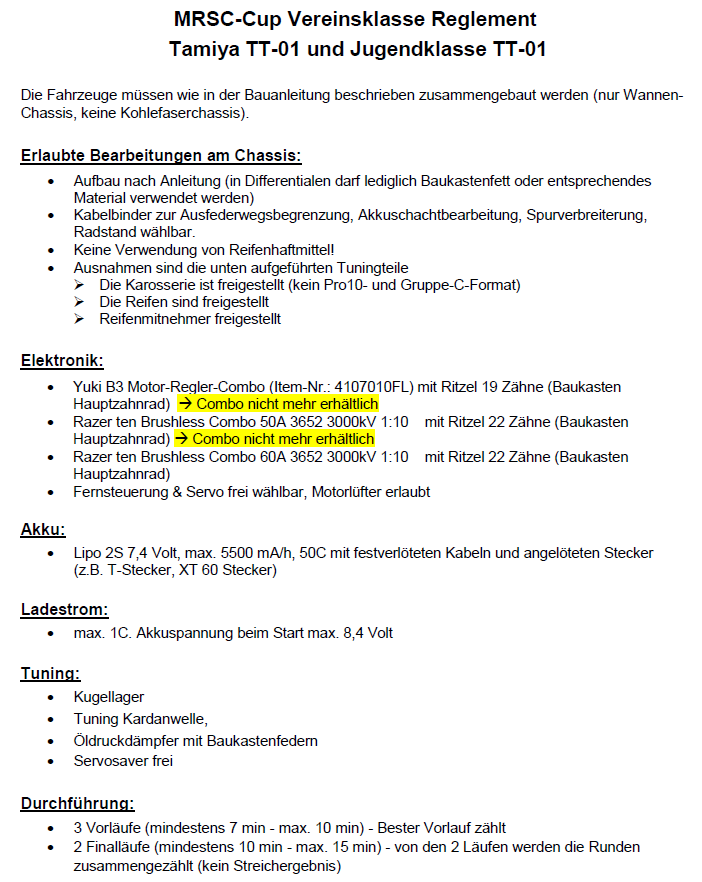 MRSC-Cup Vereinsklasse Reglement
Tamiya TT-01 und Jugendklasse TT-01
Die Fahrzeuge müssen wie in der Bauanleitung beschrieben zusammengebaut werden (nur Wannen-
Chassis, keine Kohlefaserchassis).
Erlaubte Bearbeitungen am Chassis:
• Aufbau nach Anleitung (in Differentialen darf lediglich Baukastenfett oder entsprechendes
Material verwendet werden)
• Kabelbinder zur Ausfederwegsbegrenzung, Akkuschachtbearbeitung, Spurverbreiterung,
Radstand wählbar.
• Keine Verwendung von Reifenhaftmittel!
• Ausnahmen sind die unten aufgeführten Tuningteile
➢ Die Karosserie ist freigestellt (kein Pro10- und Gruppe-C-Format)
➢ Die Reifen sind freigestellt
➢ Reifenmitnehmer freigestellt
Elektronik:
• Yuki B3 Motor-Regler-Combo (Item-Nr.: 4107010FL) mit Ritzel 19 Zähne (Baukasten
Hauptzahnrad) → Combo nicht mehr erhältlich
• Razer ten Brushless Combo 50A 3652 3000kV 1:10 mit Ritzel 22 Zähne (Baukasten
Hauptzahnrad) → Combo nicht mehr erhältlich
• Razer ten Brushless Combo 60A 3652 3000kV 1:10 mit Ritzel 22 Zähne (Baukasten
Hauptzahnrad)
• Fernsteuerung & Servo frei wählbar, Motorlüfter erlaubt
Akku:
• Lipo 2S 7,4 Volt, max. 5500 mA/h, 50C mit festverlöteten Kabeln und angelöteten Stecker
(z.B. T-Stecker, XT 60 Stecker)
Ladestrom:
• max. 1C. Akkuspannung beim Start max. 8,4 Volt
Tuning:
• Kugellager
• Tuning Kardanwelle,
• Öldruckdämpfer mit Baukastenfedern
• Servosaver frei
Durchführung:
• 3 Vorläufe (mindestens 7 min - max. 10 min) - Bester Vorlauf zählt
• 2 Finalläufe (mindestens 10 min - max. 15 min) - von den 2 Läufen werden die Runden
zusammengezählt (kein Streichergebnis)